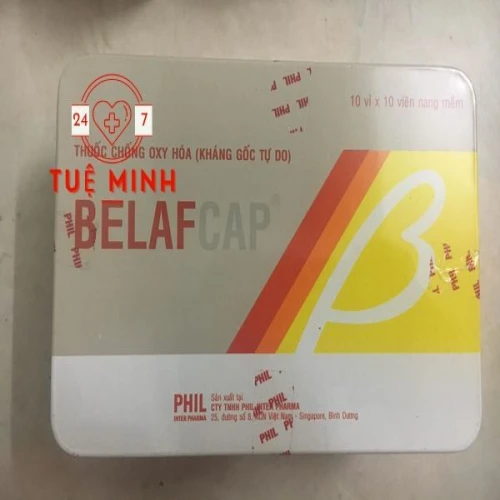 10 vỉ x 10 viên nang mềm
24 7
THUỐC CHỐNG OXY HÓA (KHÁNG GỐC TỰ DO)
TUỆ MINH
BELAFCAP®
β
PHIL
INTER PHARMA
Sản xuất tại
CTY TNHH PHIL INTER PHARMA
25, đường số 8, KCN Việt Nam - Singapore, Bình Dương
PHIL
PHIL
PHIL
PHIL
PHIL
PHIL